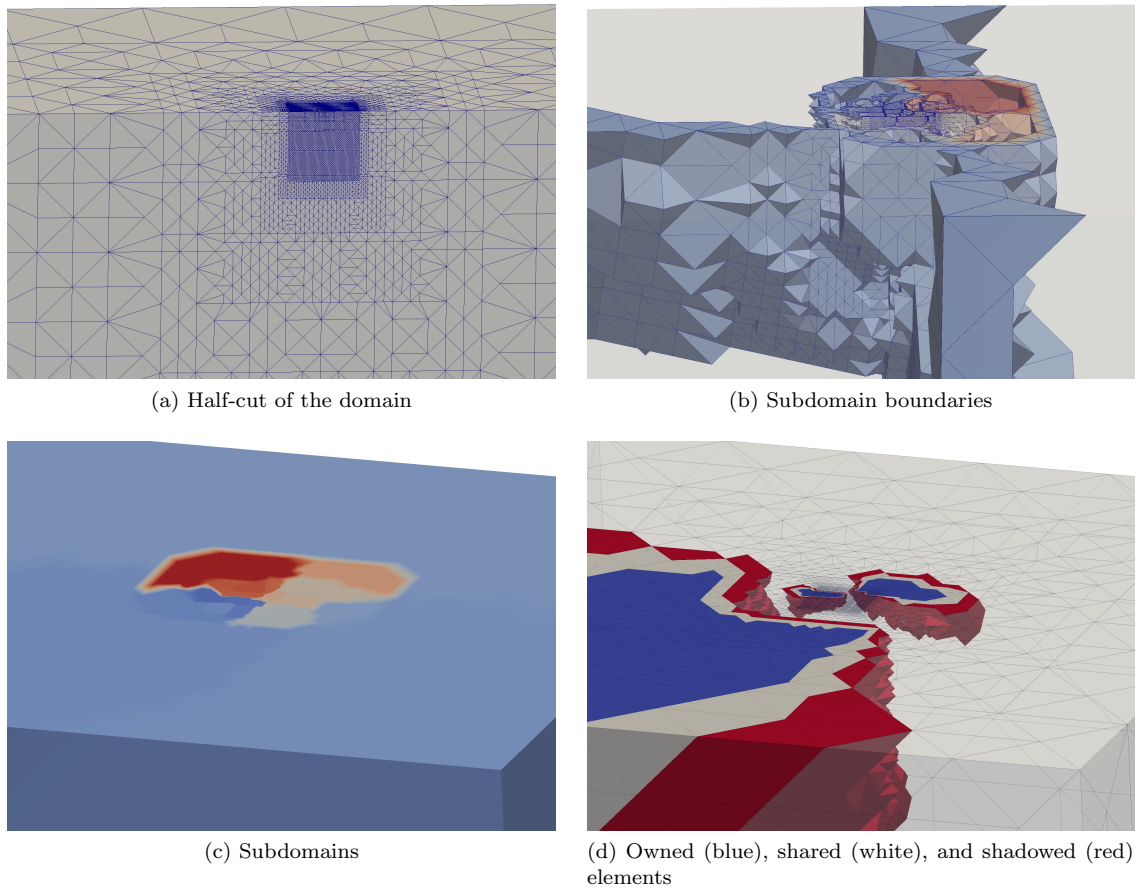 (a) Half-cut of the domain
(b) Subdomain boundaries
(c) Subdomains
(d) Owned (blue), shared (white), and shadowed (red)
elements